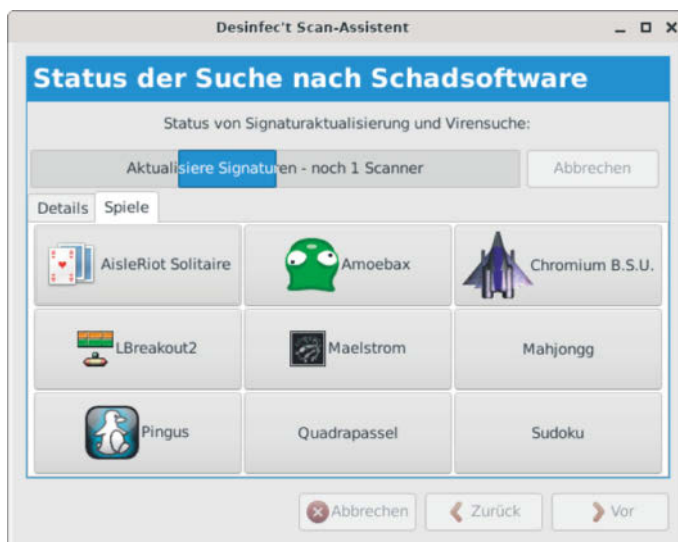 Desinfec't Scan-Assistent
Status der Suche nach Schadsoftware
Status von Signaturaktualisierung und Virensuche:
Aktualisiere Signaturen - noch 1 Scanner
Abbrechen
Details Spiele
AisleRiot Solitaire
Amoebax
Chromium B.S.U.
LBreakout2
Maelstrom
Mahjongg
Pingus
Quadrapassel
Sudoku
Abbrechen
Zurück
Vor